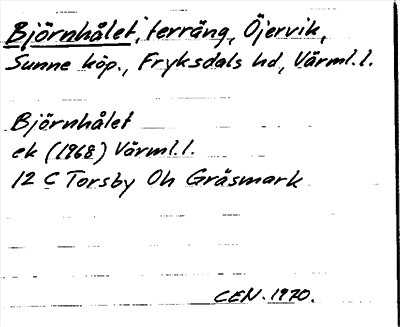 Björnhålet, terräng, Öjervik,
Sunne köp., Fryksdals hd, Värml.l.
Björnhålet
ek (1968) Värml.l.
12 C Torsby Oh Gräsmark
CEN. 1970.